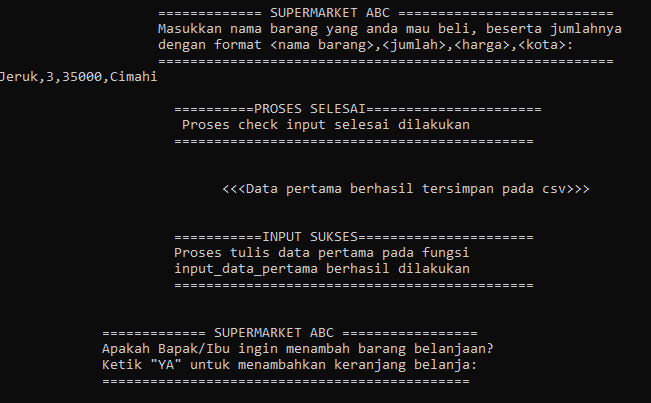 ============= SUPERMARKET ABC ===========================
Masukkan nama barang yang anda mau beli, beserta jumlahnya
dengan format <nama barang>,<jumlah>,<harga>,<kota>:
=========================================================
Jeruk,3,35000,Cimahi
==========PROSES SELESAI======================
Proses check input selesai dilakukan
=============================================
<<<Data pertama berhasil tersimpan pada csv>>>
===========INPUT SUKSES======================
Proses tulis data pertama pada fungsi
input_data_pertama berhasil dilakukan
=============================================
============= SUPERMARKET ABC =================
Apakah Bapak/Ibu ingin menambah barang belanjaan?
Ketik "YA" untuk menambahkan keranjang belanja:
==============================================